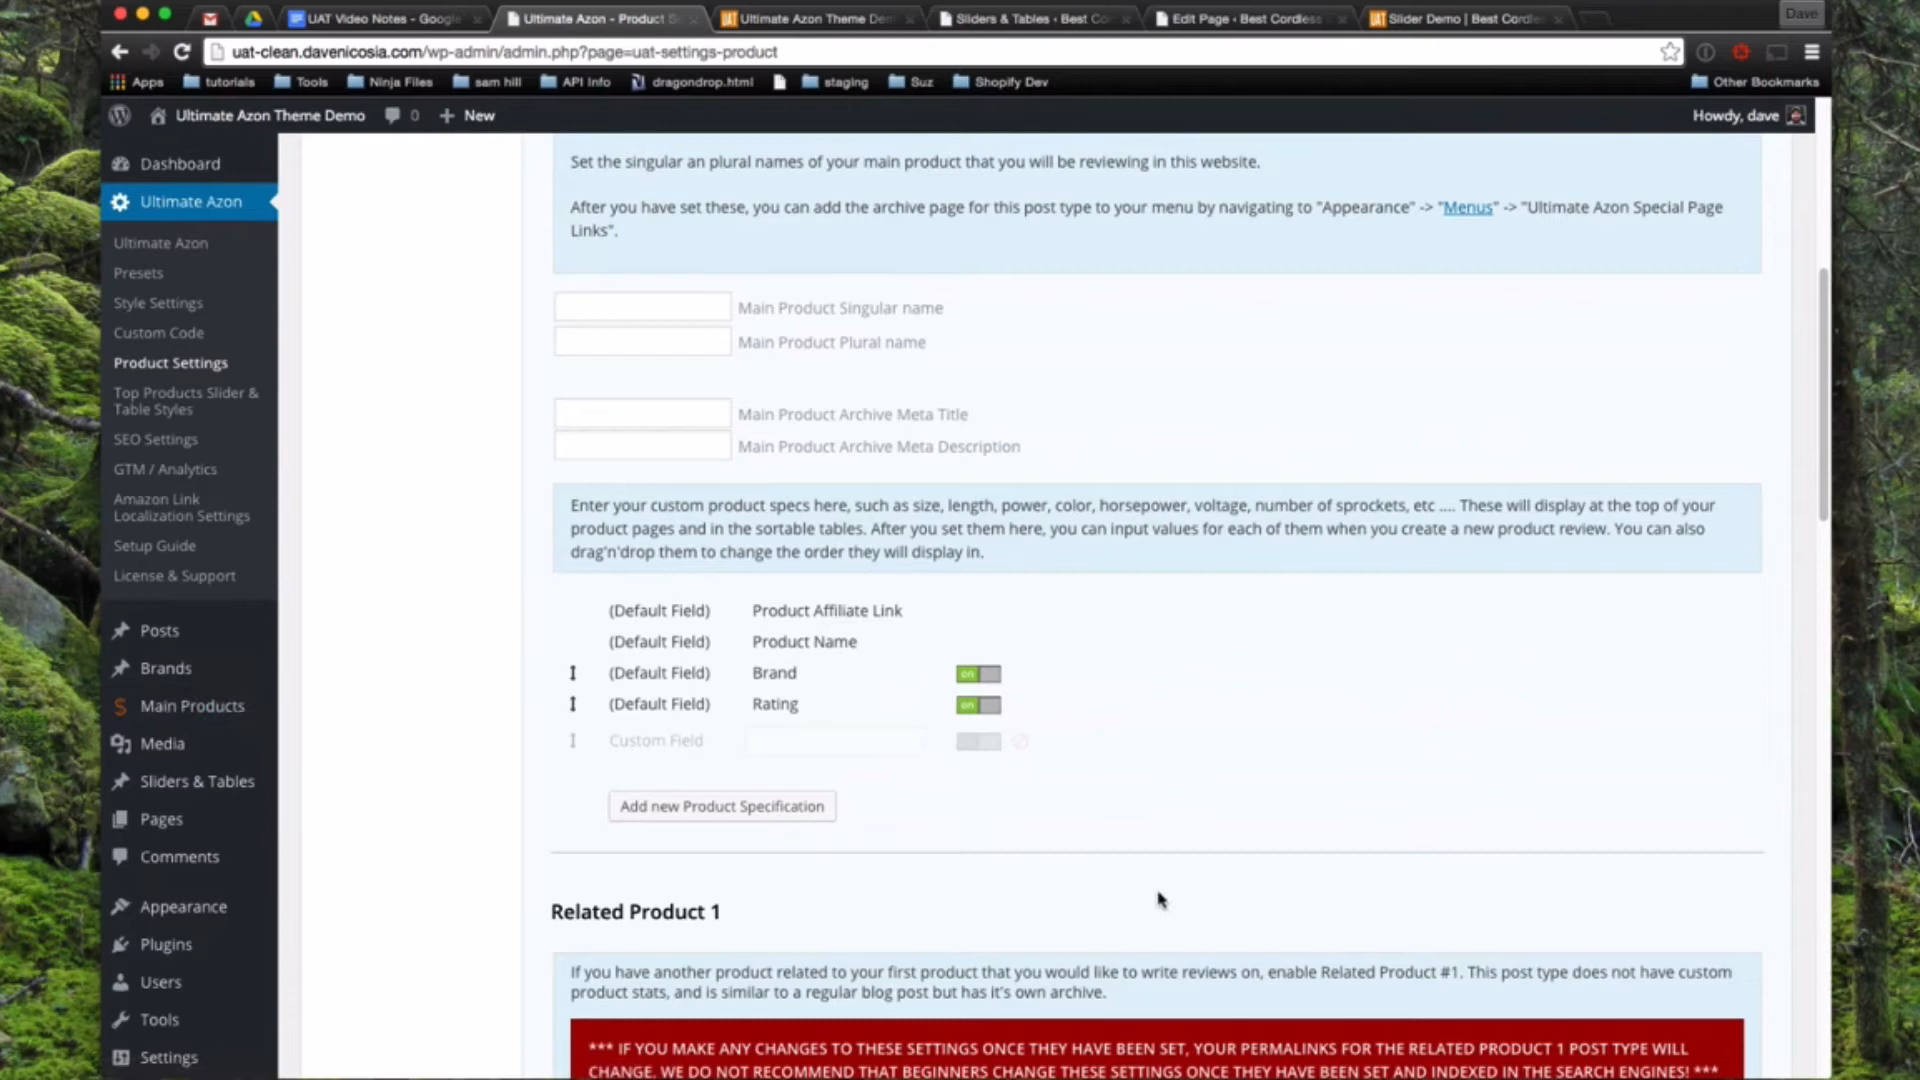 UAT Video Notes - Google
Ultimate Azon - Product S
Ultimate Azon Theme Dem
Sliders & Tables ‹ Best Co
Edit Page ‹ Best Cordless
Slider Demo | Best Cordle
Dave
uat-clean.davenicosia.com/wp-admin/admin.php?page=uat-settings-product
Apps tutorials Tools Ninja Files sam hill API Info dragondrop.html staging Suz Shopify Dev Other Bookmarks
Ultimate Azon Theme Demo 0 New Howdy, dave
Dashboard
Ultimate Azon
Ultimate Azon
Presets
Style Settings
Custom Code
Product Settings
Top Products Slider &
Table Styles
SEO Settings
GTM / Analytics
Amazon Link
Localization Settings
Setup Guide
License & Support
Posts
Brands
Main Products
Media
Sliders & Tables
Pages
Comments
Appearance
Plugins
Users
Tools
Settings
Set the singular an plural names of your main product that you will be reviewing in this website.
After you have set these, you can add the archive page for this post type to your menu by navigating to "Appearance" -> "Menus" -> "Ultimate Azon Special Page
Links".
Main Product Singular name
Main Product Plural name
Main Product Archive Meta Title
Main Product Archive Meta Description
Enter your custom product specs here, such as size, length, power, color, horsepower, voltage, number of sprockets, etc .... These will display at the top of your
product pages and in the sortable tables. After you set them here, you can input values for each of them when you create a new product review. You can also
drag'n'drop them to change the order they will display in.
(Default Field) Product Affiliate Link
(Default Field) Product Name
(Default Field) Brand on
(Default Field) Rating on
Custom Field
Add new Product Specification
Related Product 1
If you have another product related to your first product that you would like to write reviews on, enable Related Product #1. This post type does not have custom
product stats, and is similar to a regular blog post but has it's own archive.
*** IF YOU MAKE ANY CHANGES TO THESE SETTINGS ONCE THEY HAVE BEEN SET, YOUR PERMALINKS FOR THE RELATED PRODUCT 1 POST TYPE WILL
CHANGE. WE DO NOT RECOMMEND THAT BEGINNERS CHANGE THESE SETTINGS ONCE THEY HAVE BEEN SET AND INDEXED IN THE SEARCH ENGINES! ***